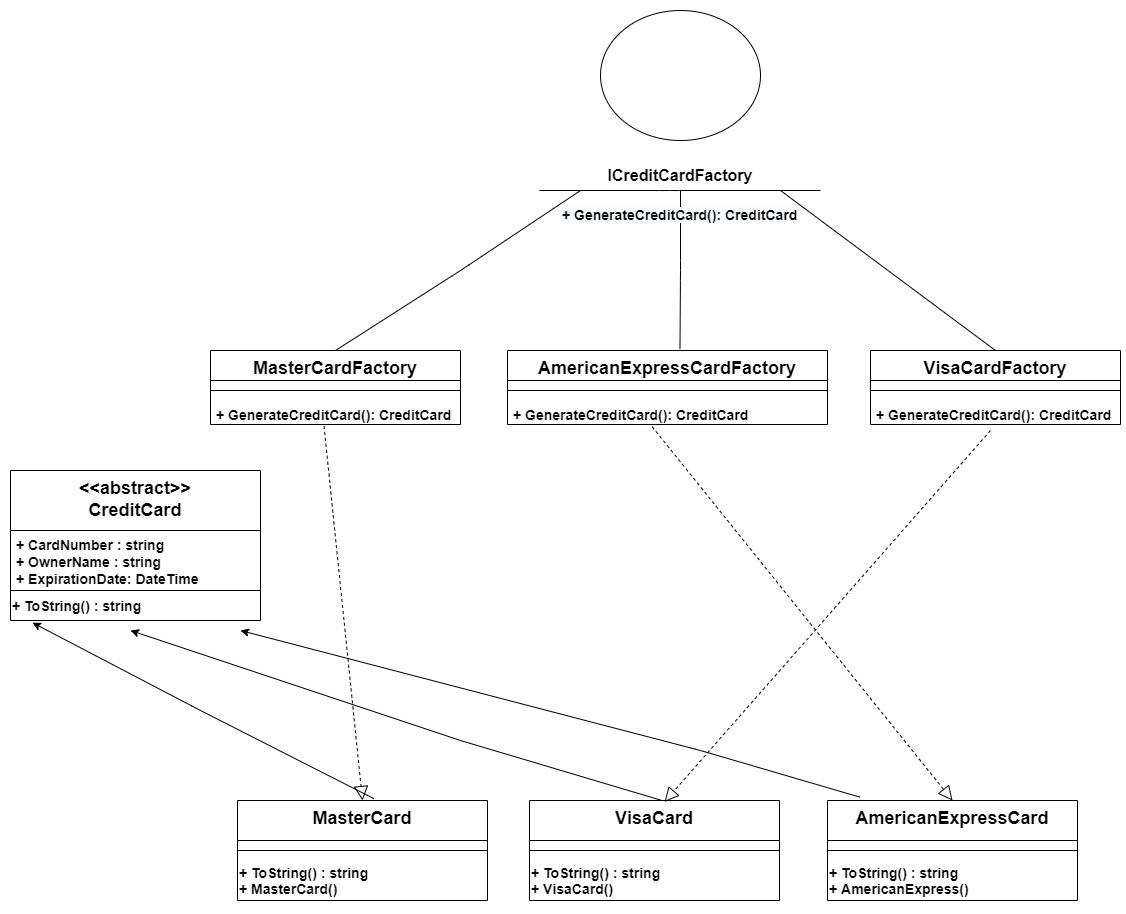 ICreditCardFactory
+ GenerateCreditCard(): CreditCard
MasterCardFactory
+ GenerateCreditCard(): CreditCard
AmericanExpressCardFactory
+ GenerateCreditCard(): CreditCard
VisaCardFactory
+ GenerateCreditCard(): CreditCard
<<abstract>>
CreditCard
+ CardNumber : string
+ OwnerName : string
+ ExpirationDate: DateTime
+ ToString() : string
MasterCard
+ ToString() : string
+ MasterCard()
VisaCard
+ ToString() : string
+ VisaCard()
AmericanExpressCard
+ ToString() : string
+ AmericanExpress()